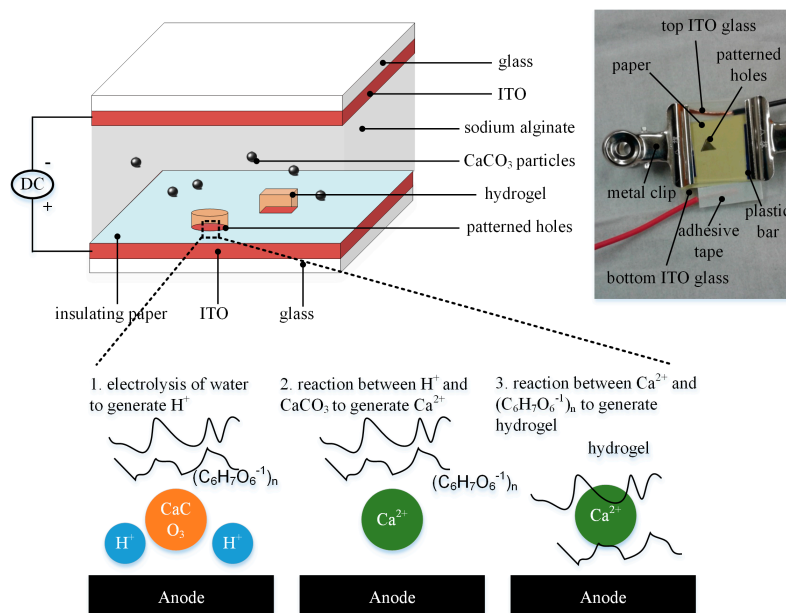 glass
ITO
sodium alginate
CaCO₃ particles
hydrogel
patterned holes
-
DC
+
insulating paper
ITO
glass
top ITO glass
patterned
holes
paper
metal clip
plastic
bar
adhesive
tape
bottom ITO glass
1. electrolysis of water
to generate H⁺
(C₆H₇O₆⁻¹)ₙ
CaC
O₃
H⁺
H⁺
Anode
2. reaction between H⁺ and
CaCO₃ to generate Ca²⁺
(C₆H₇O₆⁻¹)ₙ
Ca²⁺
Anode
3. reaction between Ca²⁺ and
(C₆H₇O₆⁻¹)ₙ to generate
hydrogel
hydrogel
Ca²⁺
Anode